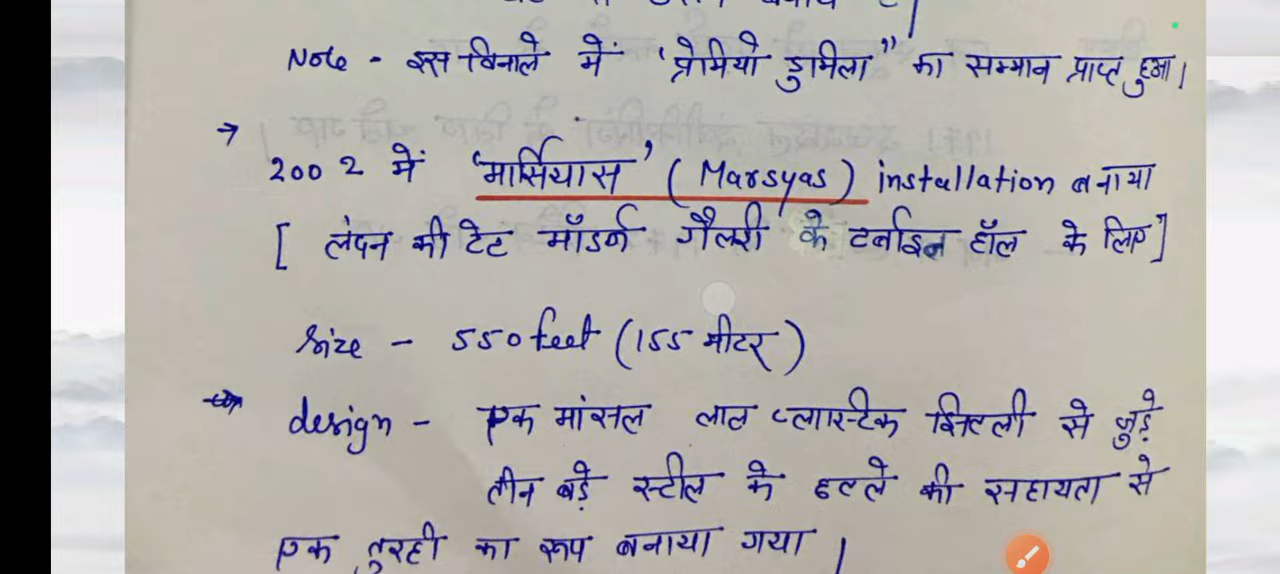 Note - इस विनाले में "प्रेमियो डुमिला" का सम्मान प्राप्त हुआ।
→
2002 में 'मार्सियास' (Marsyas) installation बनाया
[ लंदन की टेट मॉडर्न गैलरी के टर्बाइन हॉल के लिए]
size - 550 feet (155 मीटर)
design - एक मांसल लाल प्लास्टिक झिल्ली से जुड़े
तीन बड़े स्टील के छल्ले की सहायता से
एक तुरही का रूप बनाया गया।